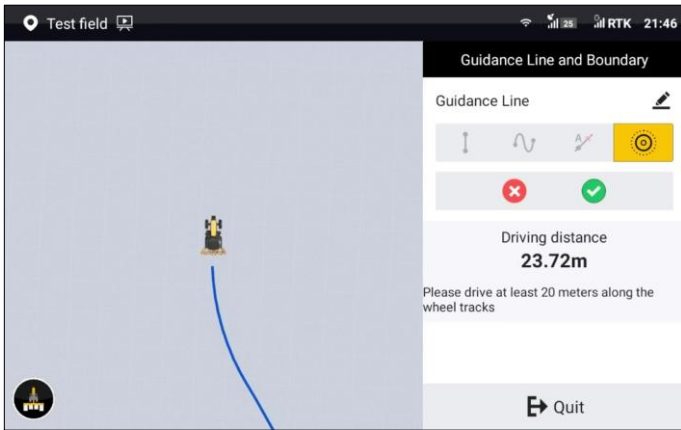 Test field
25 RTK 21:46
Guidance Line and Boundary
Guidance Line
A
Driving distance
23.72m
Please drive at least 20 meters along the
wheel tracks
Quit